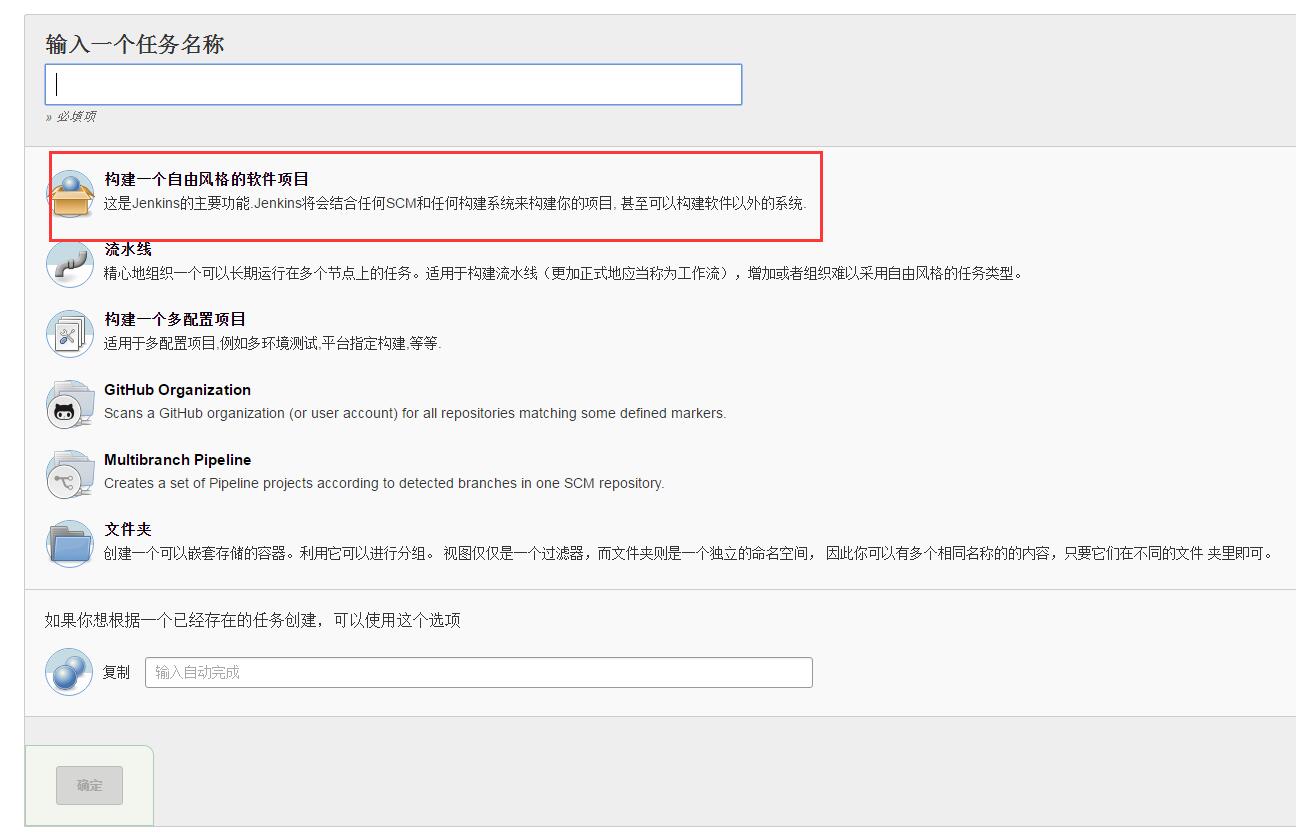 输入一个任务名称
» 必填项
构建一个自由风格的软件项目
这是Jenkins的主要功能.Jenkins将会结合任何SCM和任何构建系统来构建你的项目, 甚至可以构建软件以外的系统.
流水线
精心地组织一个可以长期运行在多个节点上的任务。适用于构建流水线（更加正式地应当称为工作流），增加或者组织难以采用自由风格的任务类型。
构建一个多配置项目
适用于多配置项目,例如多环境测试,平台指定构建,等等.
GitHub Organization
Scans a GitHub organization (or user account) for all repositories matching some defined markers.
Multibranch Pipeline
Creates a set of Pipeline projects according to detected branches in one SCM repository.
文件夹
创建一个可以嵌套存储的容器。利用它可以进行分组。 视图仅仅是一个过滤器，而文件夹则是一个独立的命名空间， 因此你可以有多个相同名称的的内容，只要它们在不同的文件 夹里即可。
如果你想根据一个已经存在的任务创建，可以使用这个选项
复制 输入自动完成
确定